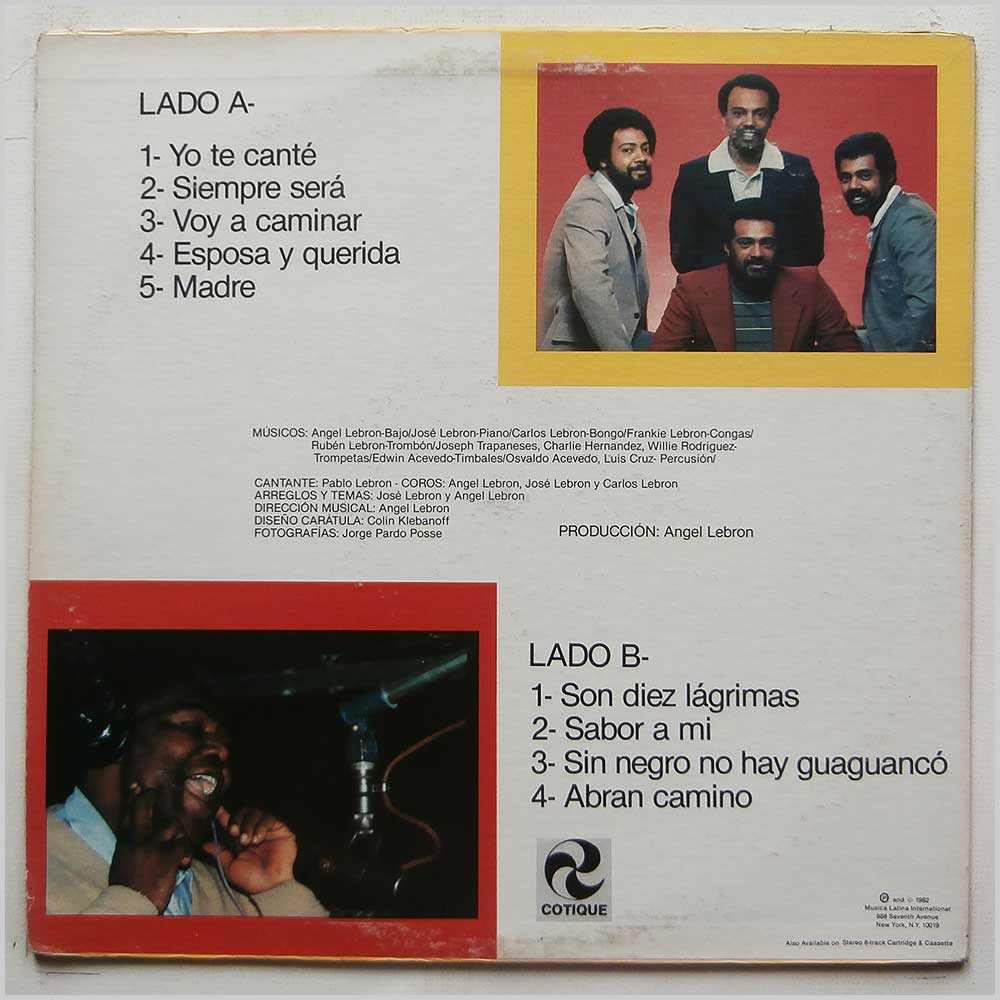 LADO A-
1- Yo te canté
2- Siempre será
3- Voy a caminar
4- Esposa y querida
5- Madre
MÚSICOS: Angel Lebron-Bajo/José Lebron-Piano/Carlos Lebron-Bongo/Frankie Lebron-Congas/
Rubén Lebron-Trombón/Joseph Trapaneses, Charlie Hernandez, Willie Rodriguez-
Trompetas/Edwin Acevedo-Timbales/Osvaldo Acevedo, Luis Cruz- Percusión/
CANTANTE: Pablo Lebron - COROS: Angel Lebron, José Lebron y Carlos Lebron
ARREGLOS Y TEMAS: José Lebron y Angel Lebron
DIRECCIÓN MUSICAL: Angel Lebron
DISEÑO CARÁTULA: Colin Klebanoff
FOTOGRAFÍAS: Jorge Pardo Posse
PRODUCCIÓN: Angel Lebron
LADO B-
1- Son diez lágrimas
2- Sabor a mi
3- Sin negro no hay guaguancó
4- Abran camino
COTIQUE
℗ and © 1982
Musica Latina International
888 Seventh Avenue
New York, N.Y. 10019
Also Available on Stereo 8-track Cartridge & Cassette